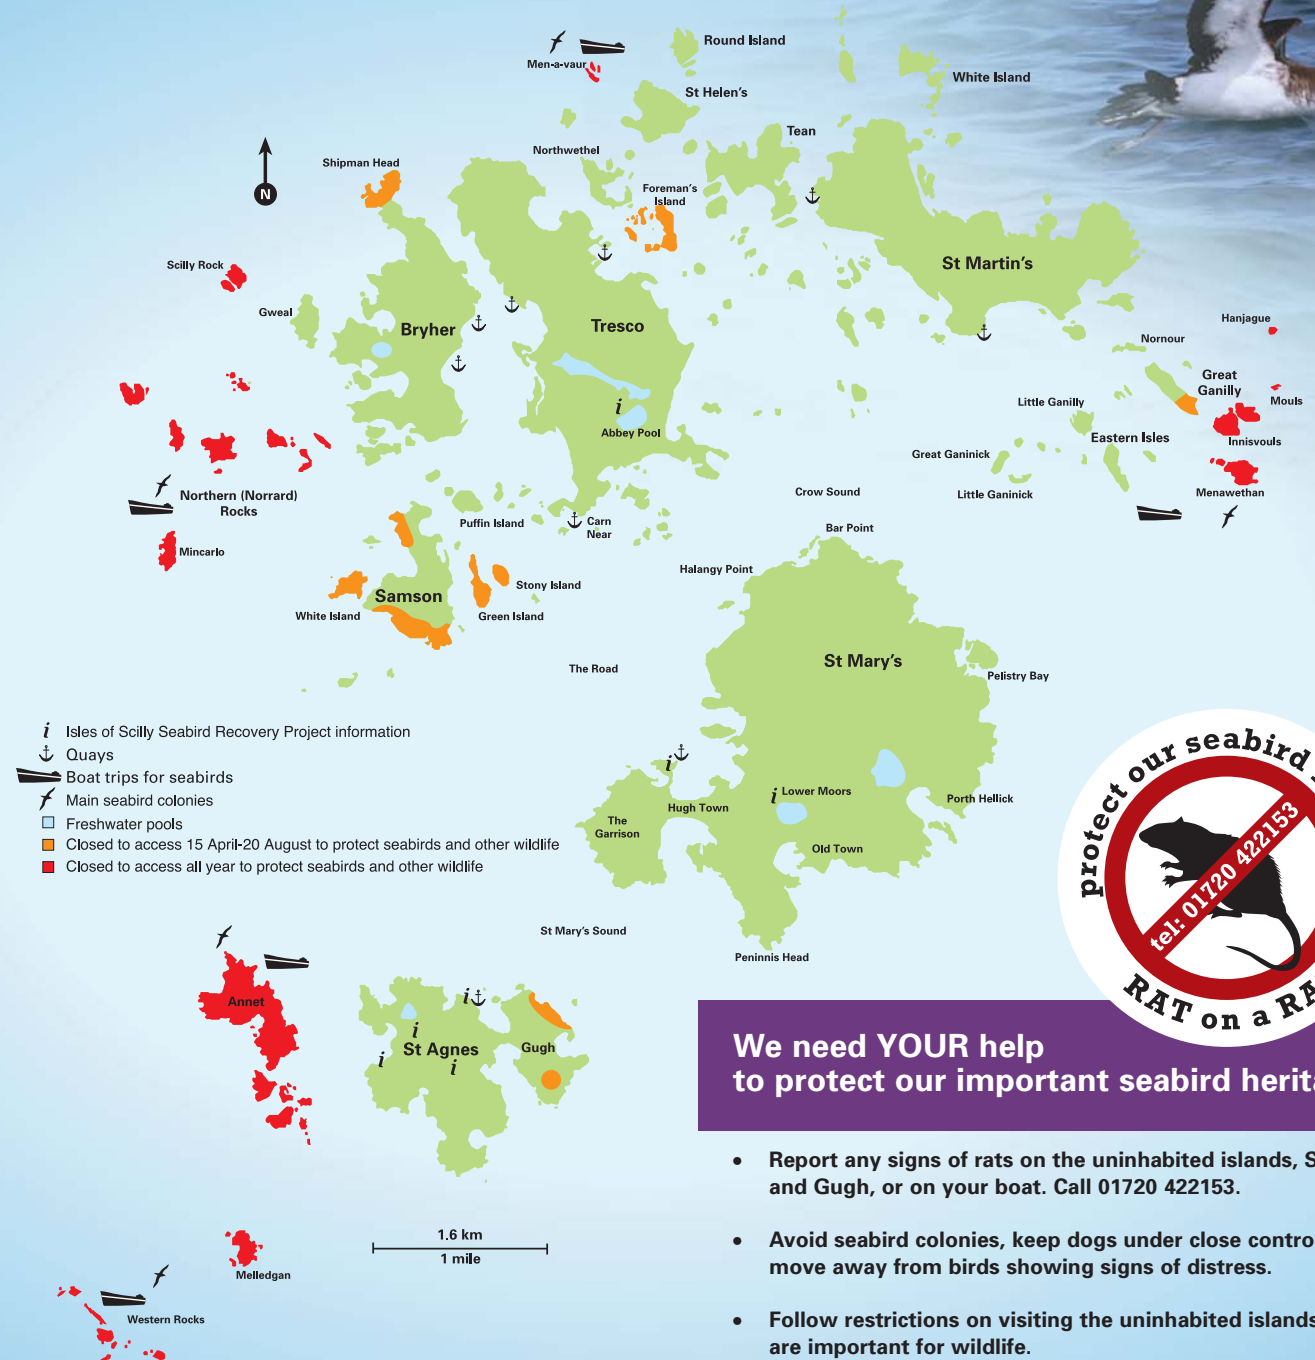 Round Island
Men-a-vaur
White Island
St Helen's
Tean
Northwethel
Shipman Head
Foreman's
Island
N
Scilly Rock
St Martin's
Gweal
Bryher
Tresco
Hanjague
Nornour
Great
Ganilly
Little Ganilly
Mouls
i
Abbey Pool
Eastern Isles
Innisvouls
Great Ganinick
Little Ganinick
Menawethan
Northern (Norrard)
Rocks
Crow Sound
Puffin Island
Carn
Near
Bar Point
Mincarlo
Halangy Point
Stony Island
Samson
White Island
Green Island
St Mary's
The Road
Pelistry Bay
i Isles of Scilly Seabird Recovery Project information
Quays
Boat trips for seabirds
Main seabird colonies
Freshwater pools
Closed to access 15 April-20 August to protect seabirds and other wildlife
Closed to access all year to protect seabirds and other wildlife
i
i Lower Moors
Hugh Town
Porth Hellick
The
Garrison
Old Town
St Mary's Sound
Peninnis Head
protect our seabird
tel: 01720 422153
RAT on a RA
Annet
i
i
St Agnes
Gugh
i
i
We need YOUR help
to protect our important seabird herita
• Report any signs of rats on the uninhabited islands, S
and Gugh, or on your boat. Call 01720 422153.
• Avoid seabird colonies, keep dogs under close contro
move away from birds showing signs of distress.
• Follow restrictions on visiting the uninhabited islands
are important for wildlife.
1.6 km
1 mile
Melledgan
Western Rocks